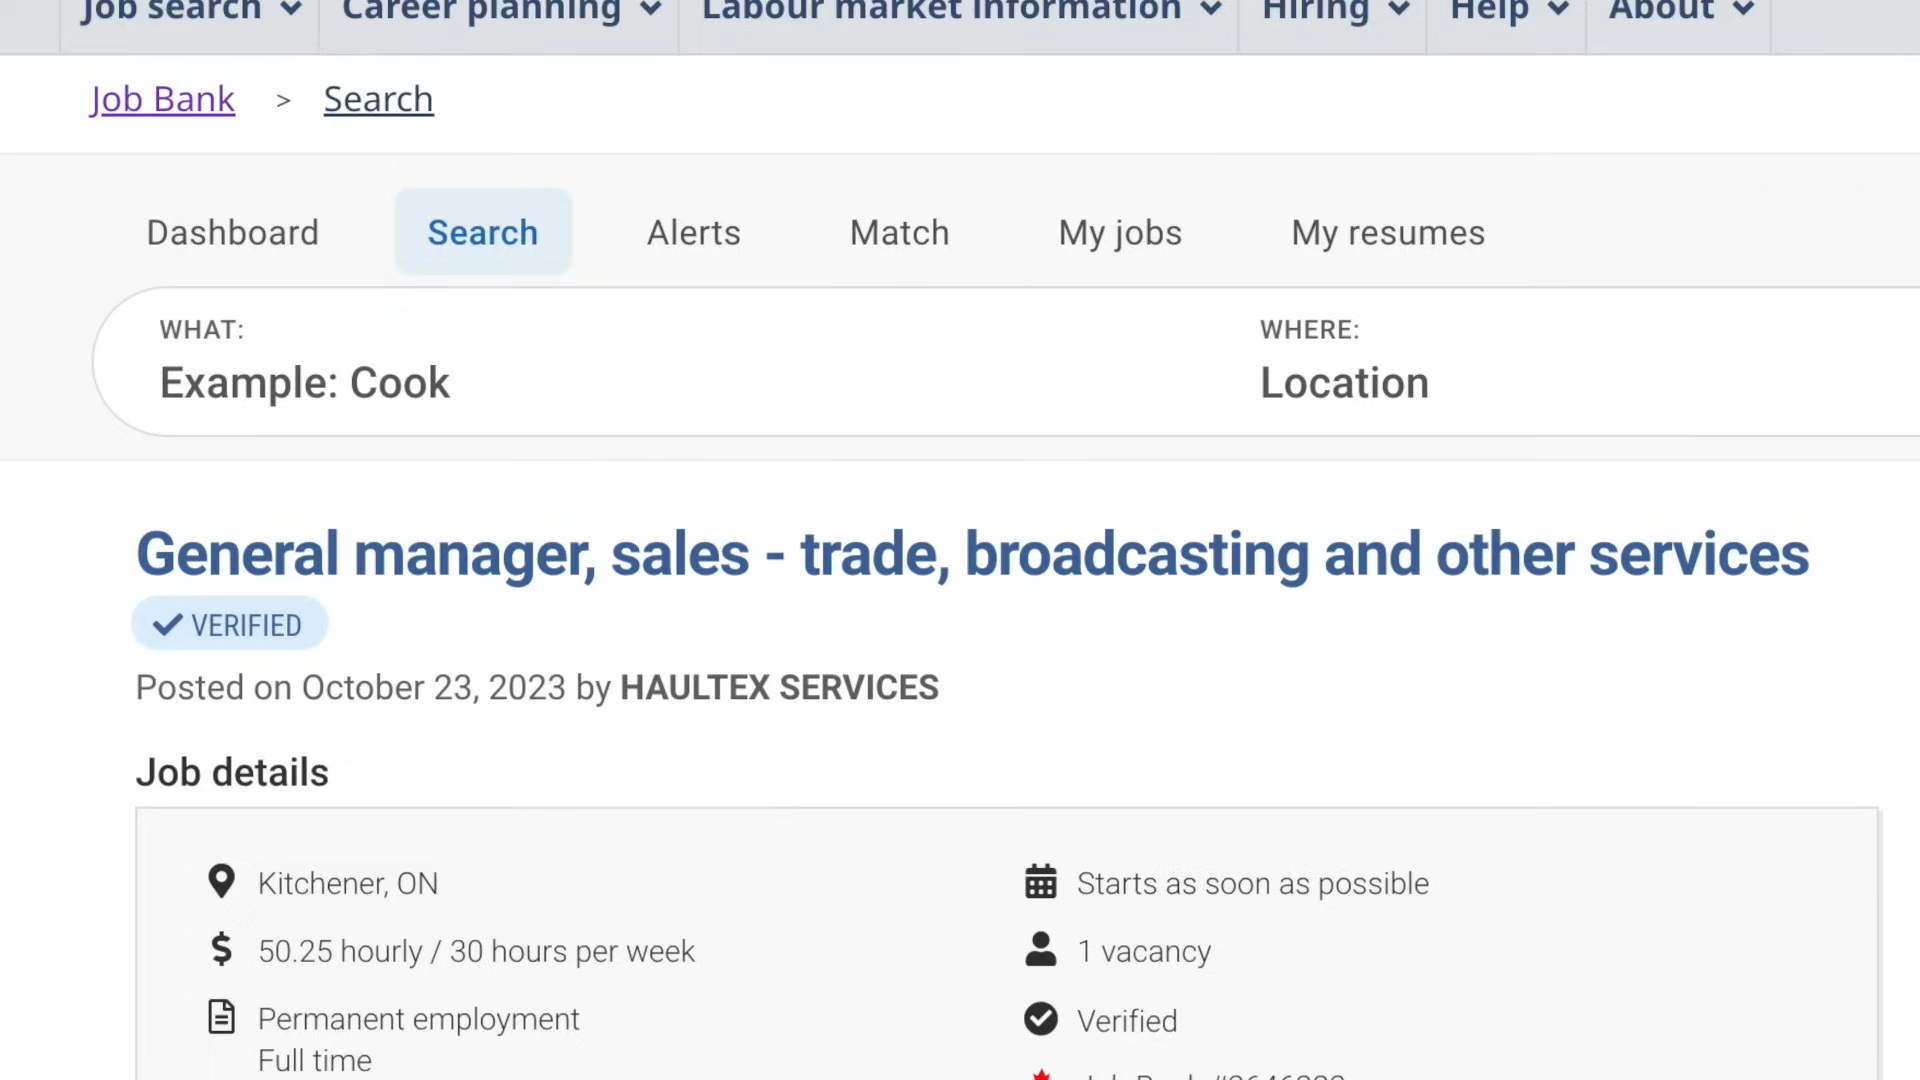 Job search Career planning Labour market information Hiring Help About
Job Bank > Search
Dashboard Search Alerts Match My jobs My resumes
WHAT: WHERE:
Example: Cook Location
General manager, sales - trade, broadcasting and other services
VERIFIED
Posted on October 23, 2023 by HAULTEX SERVICES
Job details
Kitchener, ON Starts as soon as possible
$ 50.25 hourly / 30 hours per week 1 vacancy
Permanent employment Verified
Full time